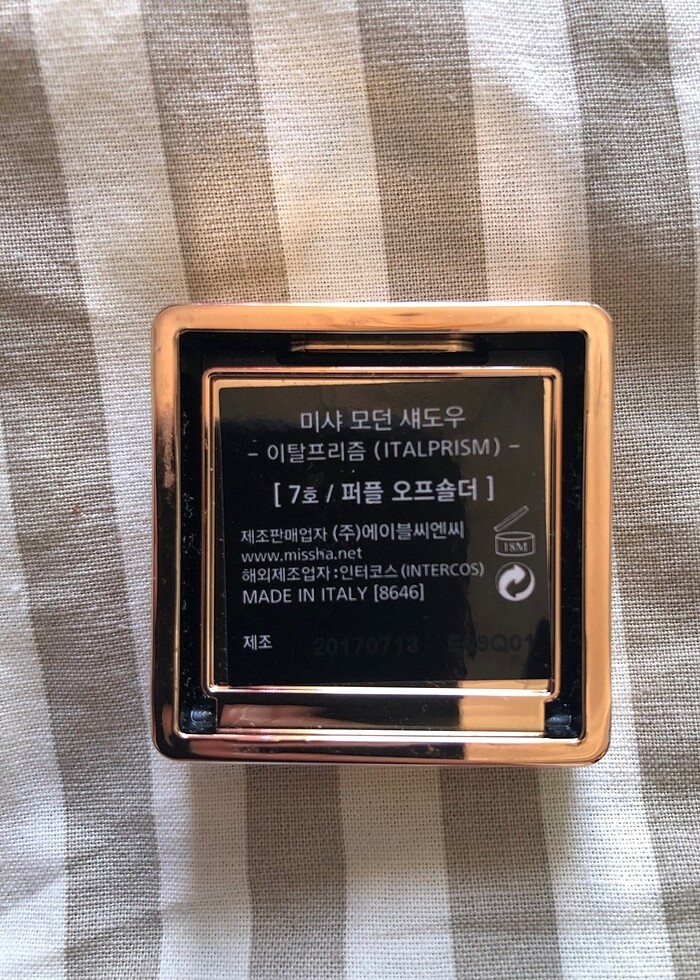 미샤 모던 섀도우
- 이탈프리즘 (ITALPRISM) -
[ 7호 / 퍼플 오프숄더 ]
제조판매업자 (주)에이블씨엔씨
www.missha.net
해외제조업자:인터코스(INTERCOS)
MADE IN ITALY [8646]
18M
제조 20170713